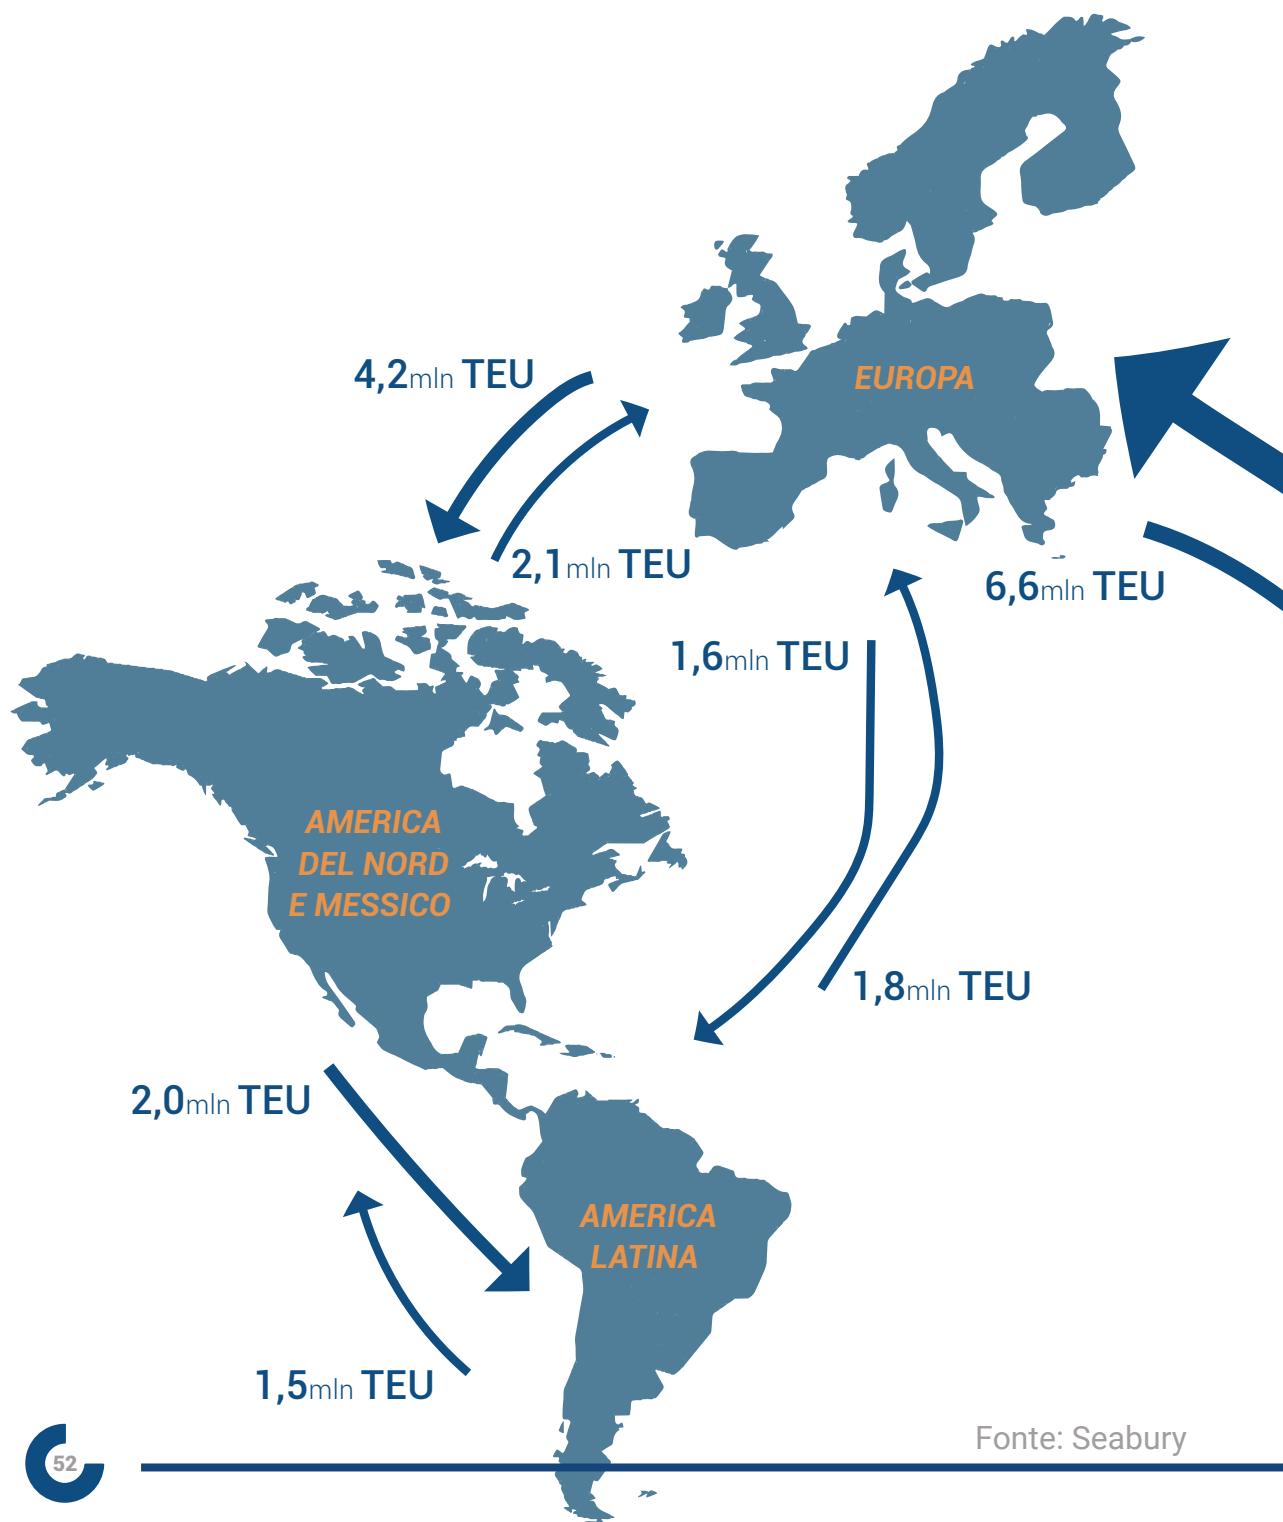 4,2mln TEU
EUROPA
2,1mln TEU
6,6mln TEU
1,6mln TEU
AMERICA
DEL NORD
E MESSICO
1,8mln TEU
2,0mln TEU
AMERICA
LATINA
1,5mln TEU
Fonte: Seabury
52